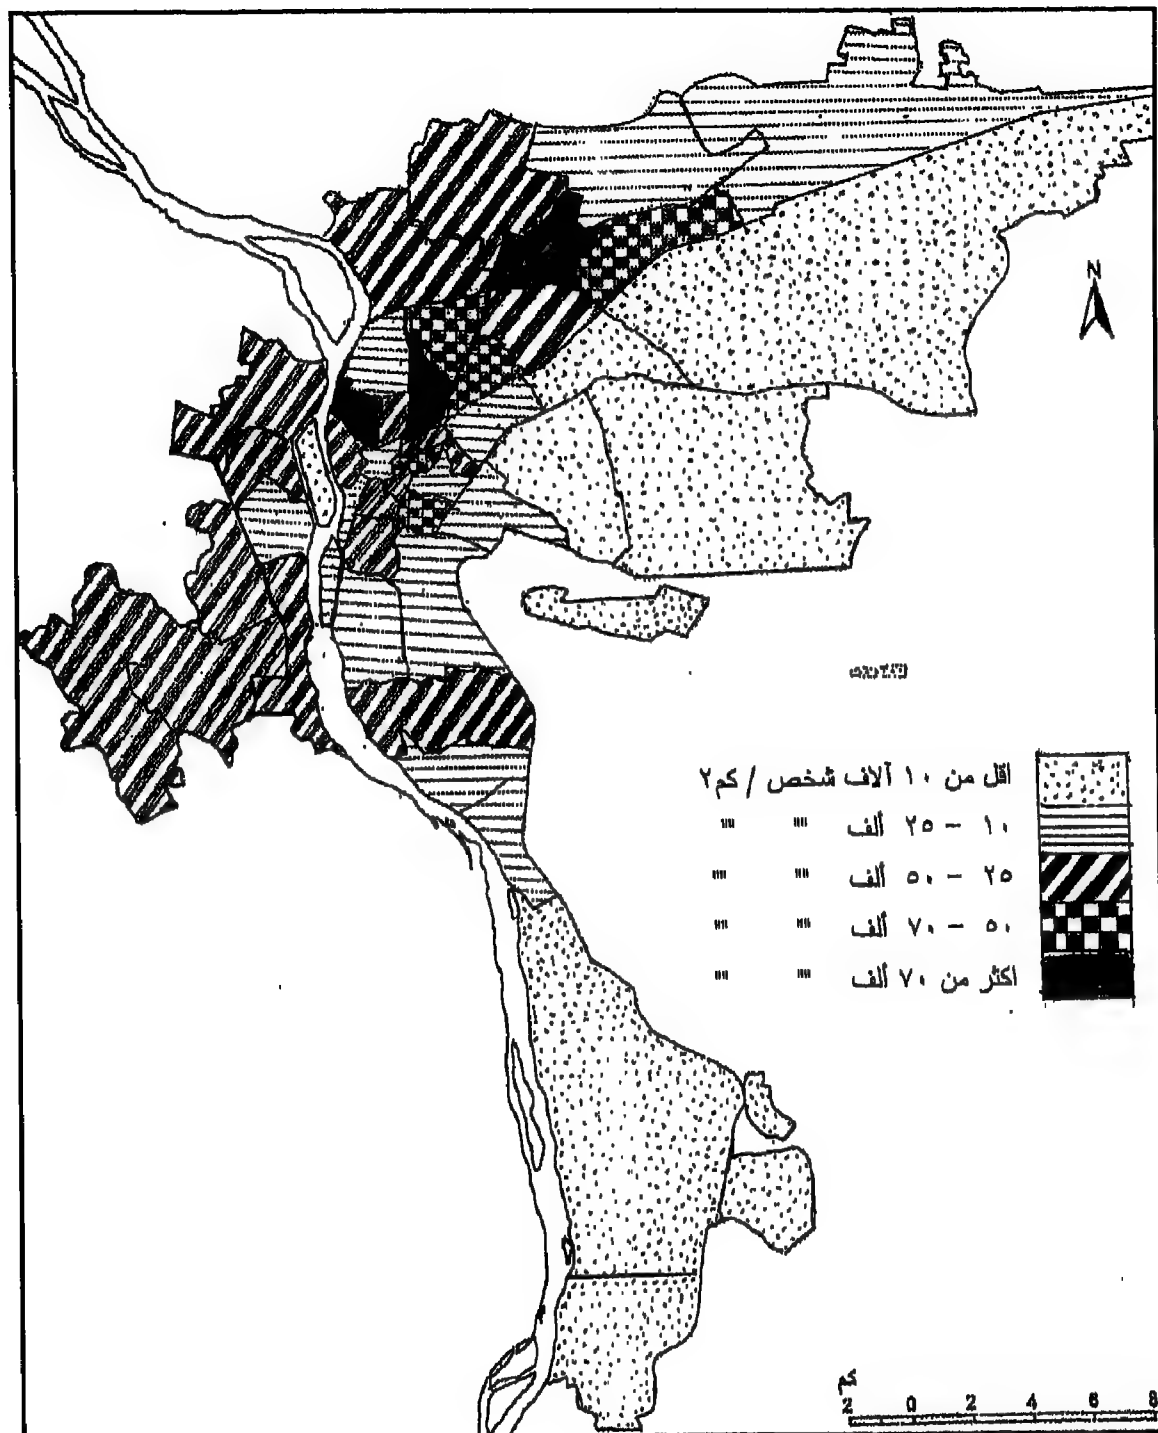 N
اقل من ١٠ آلاف شخص / كم٢
١٠ – ٢٥ ألف " "
٢٥ – ٥٠ ألف " "
٥٠ – ٧٠ ألف " "
اكثر من ٧٠ ألف " "
كم
2 0 2 4 6 8